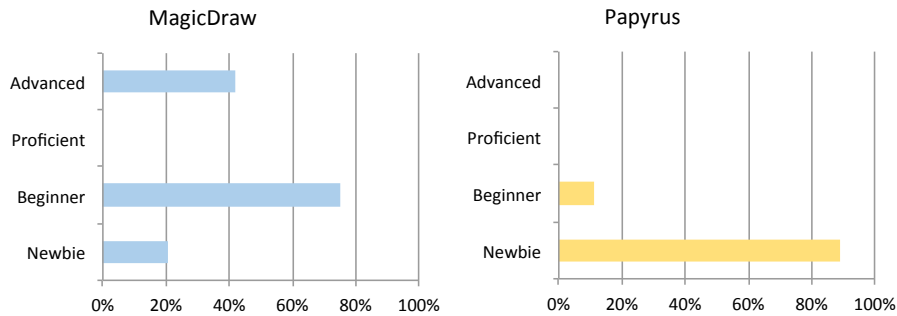 MagicDraw
Advanced
Proficient
Beginner
Newbie
0% 20% 40% 60% 80% 100%
Papyrus
Advanced
Proficient
Beginner
Newbie
0% 20% 40% 60% 80% 100%